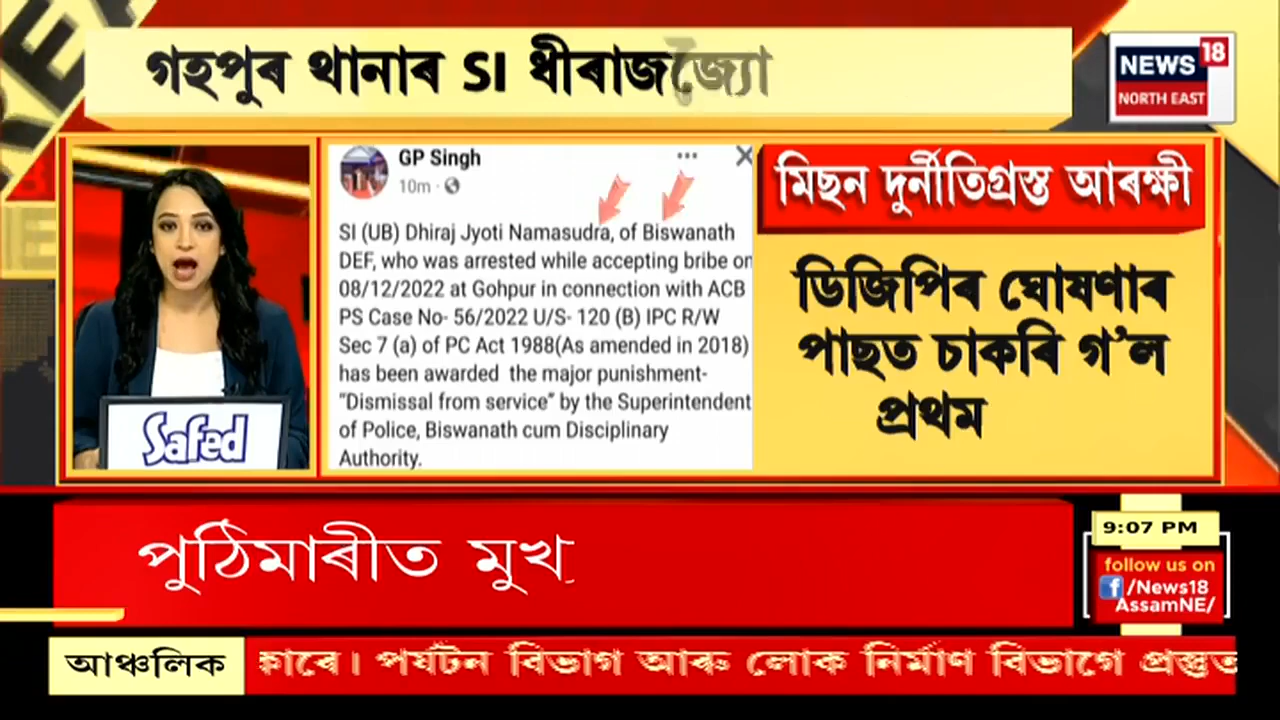 গহপুৰ থানাৰ SI ধীৰাজজ্যো
NEWS 18
NORTH EAST
GP Singh
10m
SI (UB) Dhiraj Jyoti Namasudra, of Biswanath
DEF, who was arrested while accepting bribe on
08/12/2022 at Gohpur in connection with ACB
PS Case No- 56/2022 U/S- 120 (B) IPC R/W
Sec 7 (a) of PC Act 1988(As amended in 2018)
has been awarded the major punishment-
“Dismissal from service” by the Superintendent
of Police, Biswanath cum Disciplinary
Authority.
মিছন দুৰ্নীতিগ্ৰস্ত আৰক্ষী
ডিজিপিৰ ঘোষণাৰ
পাছত চাকৰি গ’ল
প্ৰথম
Safed
পুঠিমাৰীত মুখ
9:07 PM
follow us on
/News18
AssamNE/
আঞ্চলিক
কাৰে। পৰ্যটন বিভাগ আৰু লোক নিৰ্মাণ বিভাগে প্ৰস্তুত